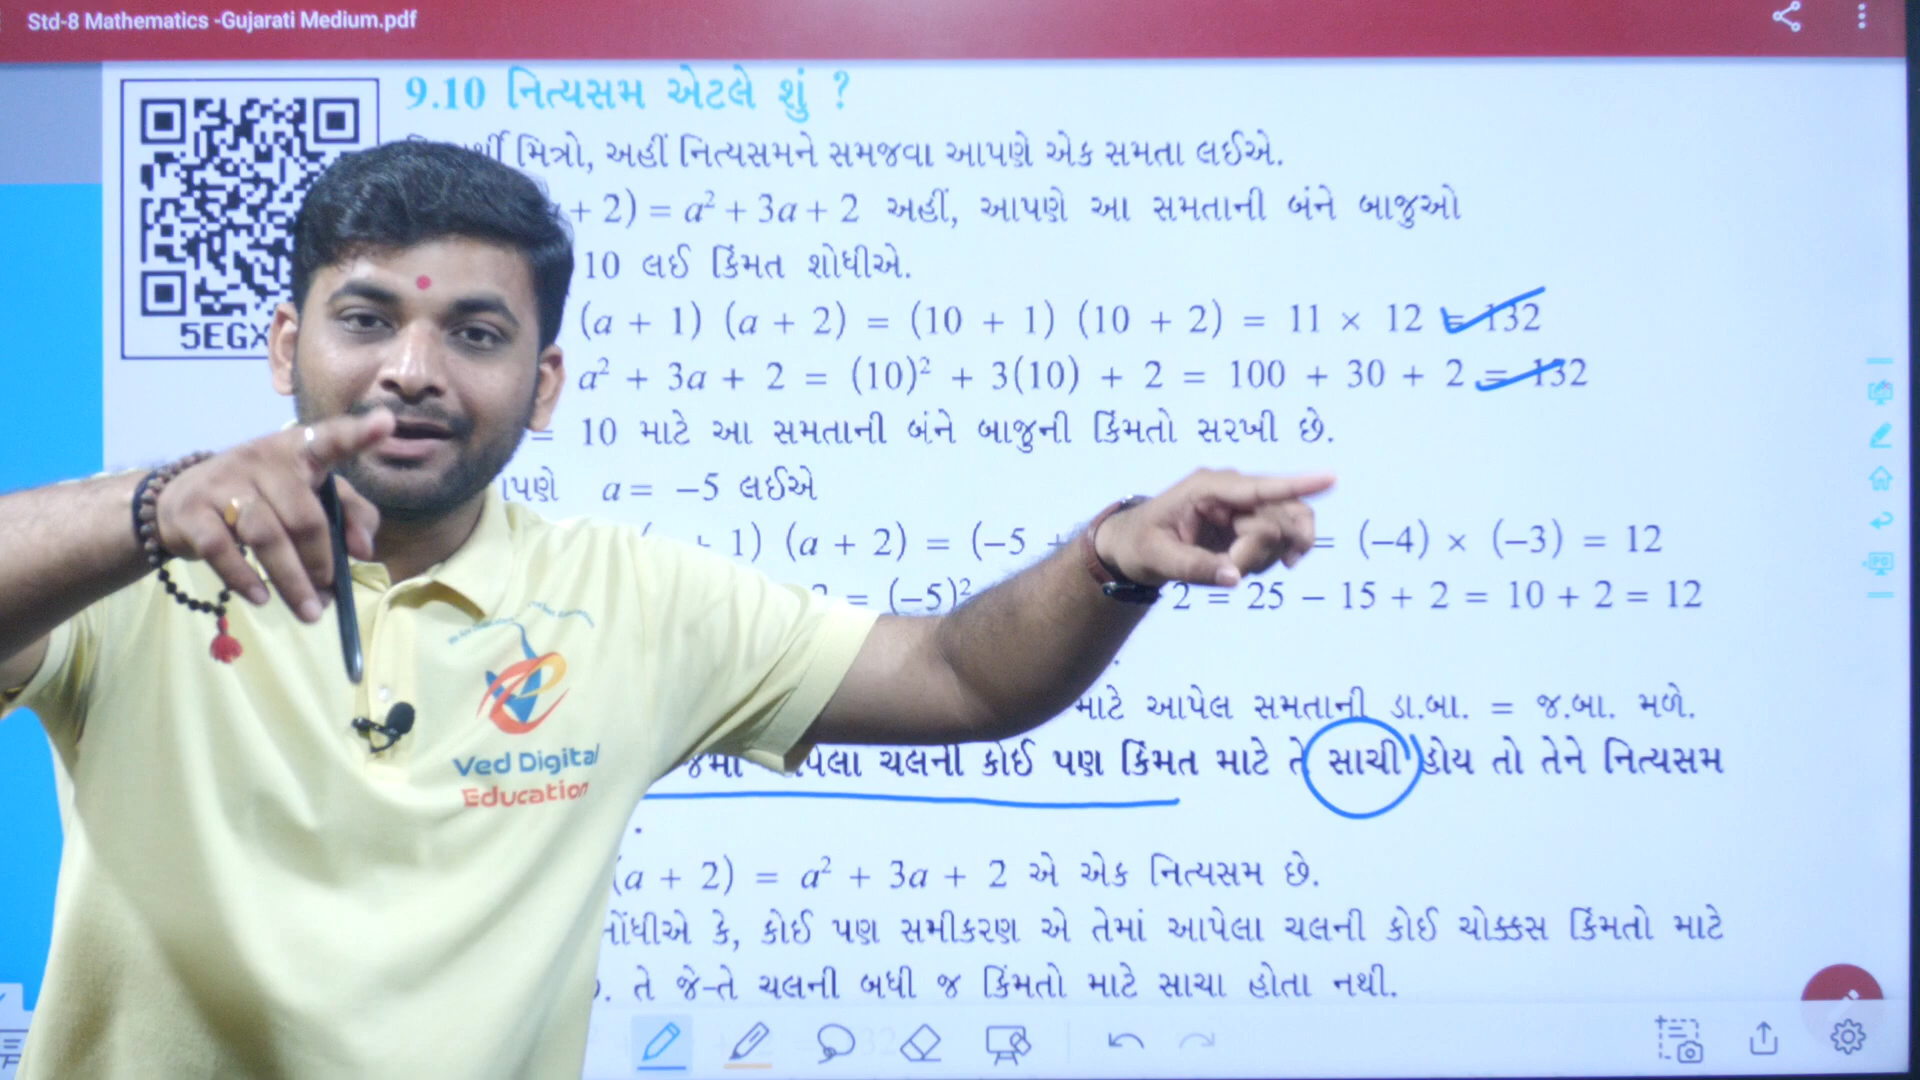 Std-8 Mathematics -Gujarati Medium.pdf
9.10 નિત્યસમ એટલે શું ?
મિત્રો, અહીં નિત્યસમને સમજવા આપણે એક સમતા લઈએ.
+ 2) = a² + 3a + 2 અહીં, આપણે આ સમતાની બંને બાજુઓ
10 લઈ કિંમત શોધીએ.
(a + 1) (a + 2) = (10 + 1) (10 + 2) = 11 × 12 = 132
5EGX
a² + 3a + 2 = (10)² + 3(10) + 2 = 100 + 30 + 2 = 132
= 10 માટે આ સમતાની બંને બાજુની કિંમતો સરખી છે.
a = −5 લઈએ
1) (a + 2) = (−5 = (−4) × (−3) = 12
= (−5)² 2 = 25 − 15 + 2 = 10 + 2 = 12
માટે આપેલ સમતાની ડા.બા. = જ.બા. મળે.
ચલની કોઈ પણ કિંમત માટે તે સાચી હોય તો તેને નિત્યસમ
(a + 2) = a² + 3a + 2 એ એક નિત્યસમ છે.
કે, કોઈ પણ સમીકરણ એ તેમાં આપેલા ચલની કોઈ ચોક્કસ કિંમતો માટે
તે જે-તે ચલની બધી જ કિંમતો માટે સાચા હોતા નથી.
Ved Digital
Education